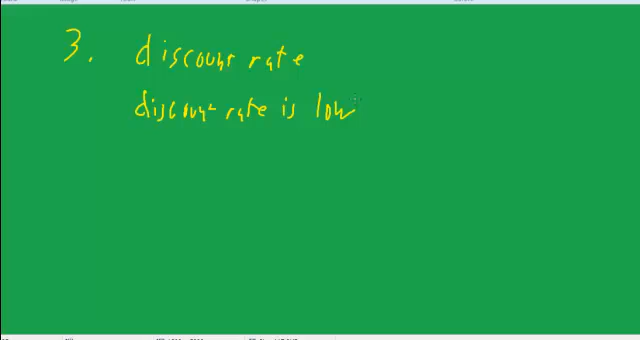 3. discount rate
discount rate is low